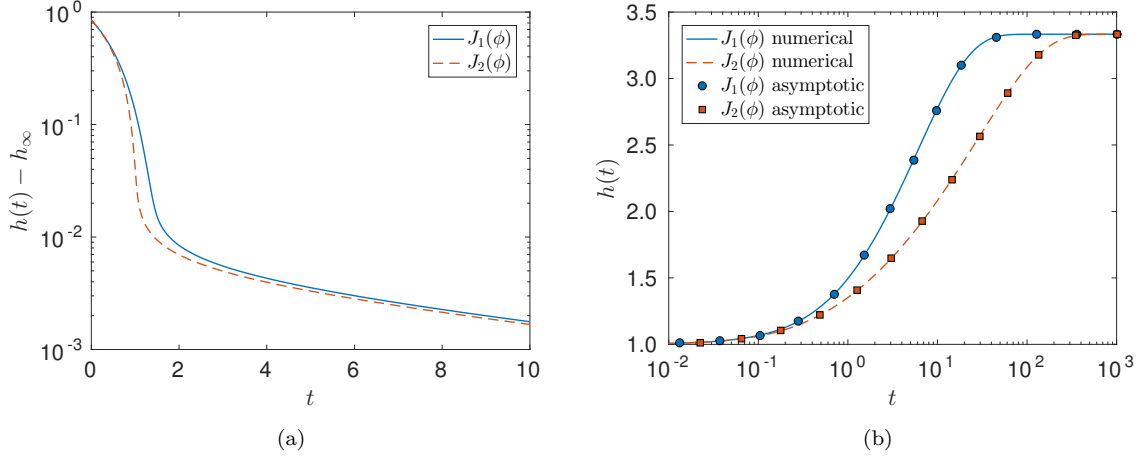 10^0
10^{-1}
10^{-2}
10^{-3}
h(t) − h_∞
0 2 4 6 8 10
t
J_1(ϕ)
J_2(ϕ)
(a)
3.5
3.0
2.5
2.0
1.5
1.0
h(t)
10^{-2} 10^{-1} 10^0 10^1 10^2 10^3
t
J_1(ϕ) numerical
J_2(ϕ) numerical
J_1(ϕ) asymptotic
J_2(ϕ) asymptotic
(b)